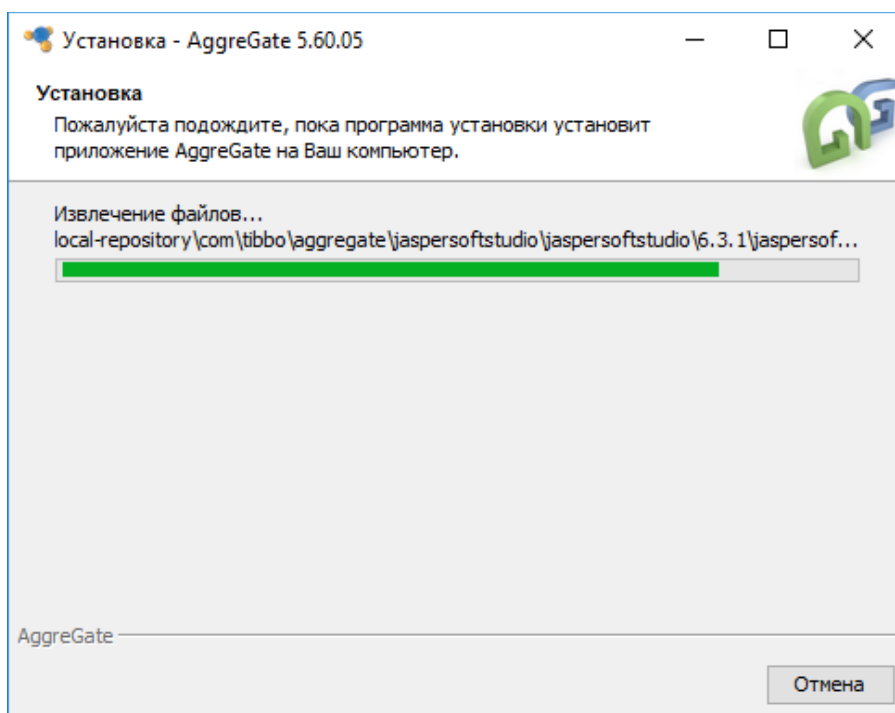 Установка - AggreGate 5.60.05
Установка
Пожалуйста подождите, пока программа установки установит
приложение AggreGate на Ваш компьютер.
Извлечение файлов...
local-repository\com\tibbo\aggregate\jaspersoftstudio\jaspersoftstudio\6.3.1\jaspersof...
AggreGate
Отмена